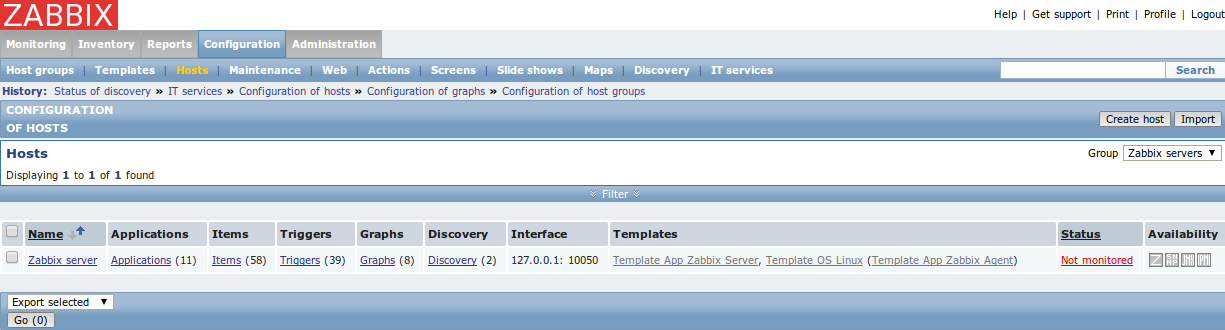 ZABBIX
Help | Get support | Print | Profile | Logout
Monitoring Inventory Reports Configuration Administration
Host groups | Templates | Hosts | Maintenance | Web | Actions | Screens | Slide shows | Maps | Discovery | IT services Search
History: Status of discovery » IT services » Configuration of hosts » Configuration of graphs » Configuration of host groups
CONFIGURATION
OF HOSTS
Create host Import
Hosts
Group Zabbix servers ▼
Displaying 1 to 1 of 1 found
Filter
Name Applications Items Triggers Graphs Discovery Interface Templates Status Availability
Zabbix server Applications (11) Items (58) Triggers (39) Graphs (8) Discovery (2) 127.0.0.1: 10050 Template App Zabbix Server, Template OS Linux (Template App Zabbix Agent) Not monitored Z
Export selected ▼
Go (0)